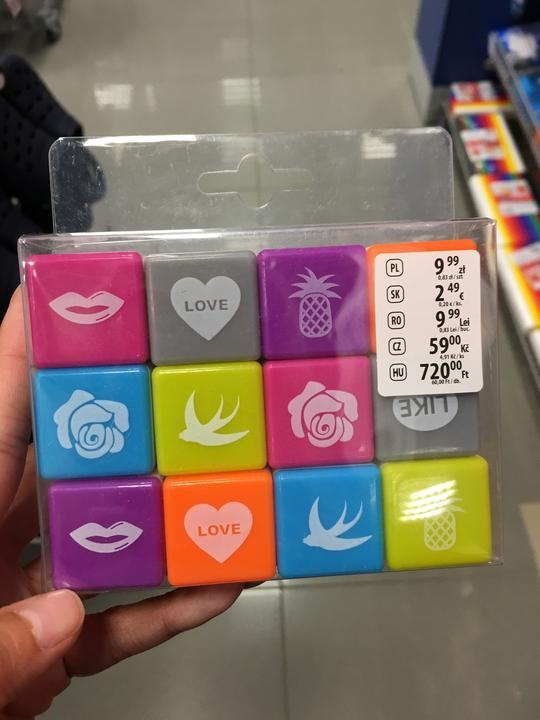 PL 9 99 zł
0,83 zł/szt
SK 2 49 €
0,20 €/ks.
RO 9 99 Lei
0,83 Lei/buc.
CZ 59 00 Kč
4,91 Kč/ks
HU 720 00 Ft
60,00 Ft/db.
LOVE
LIKE
LOVE